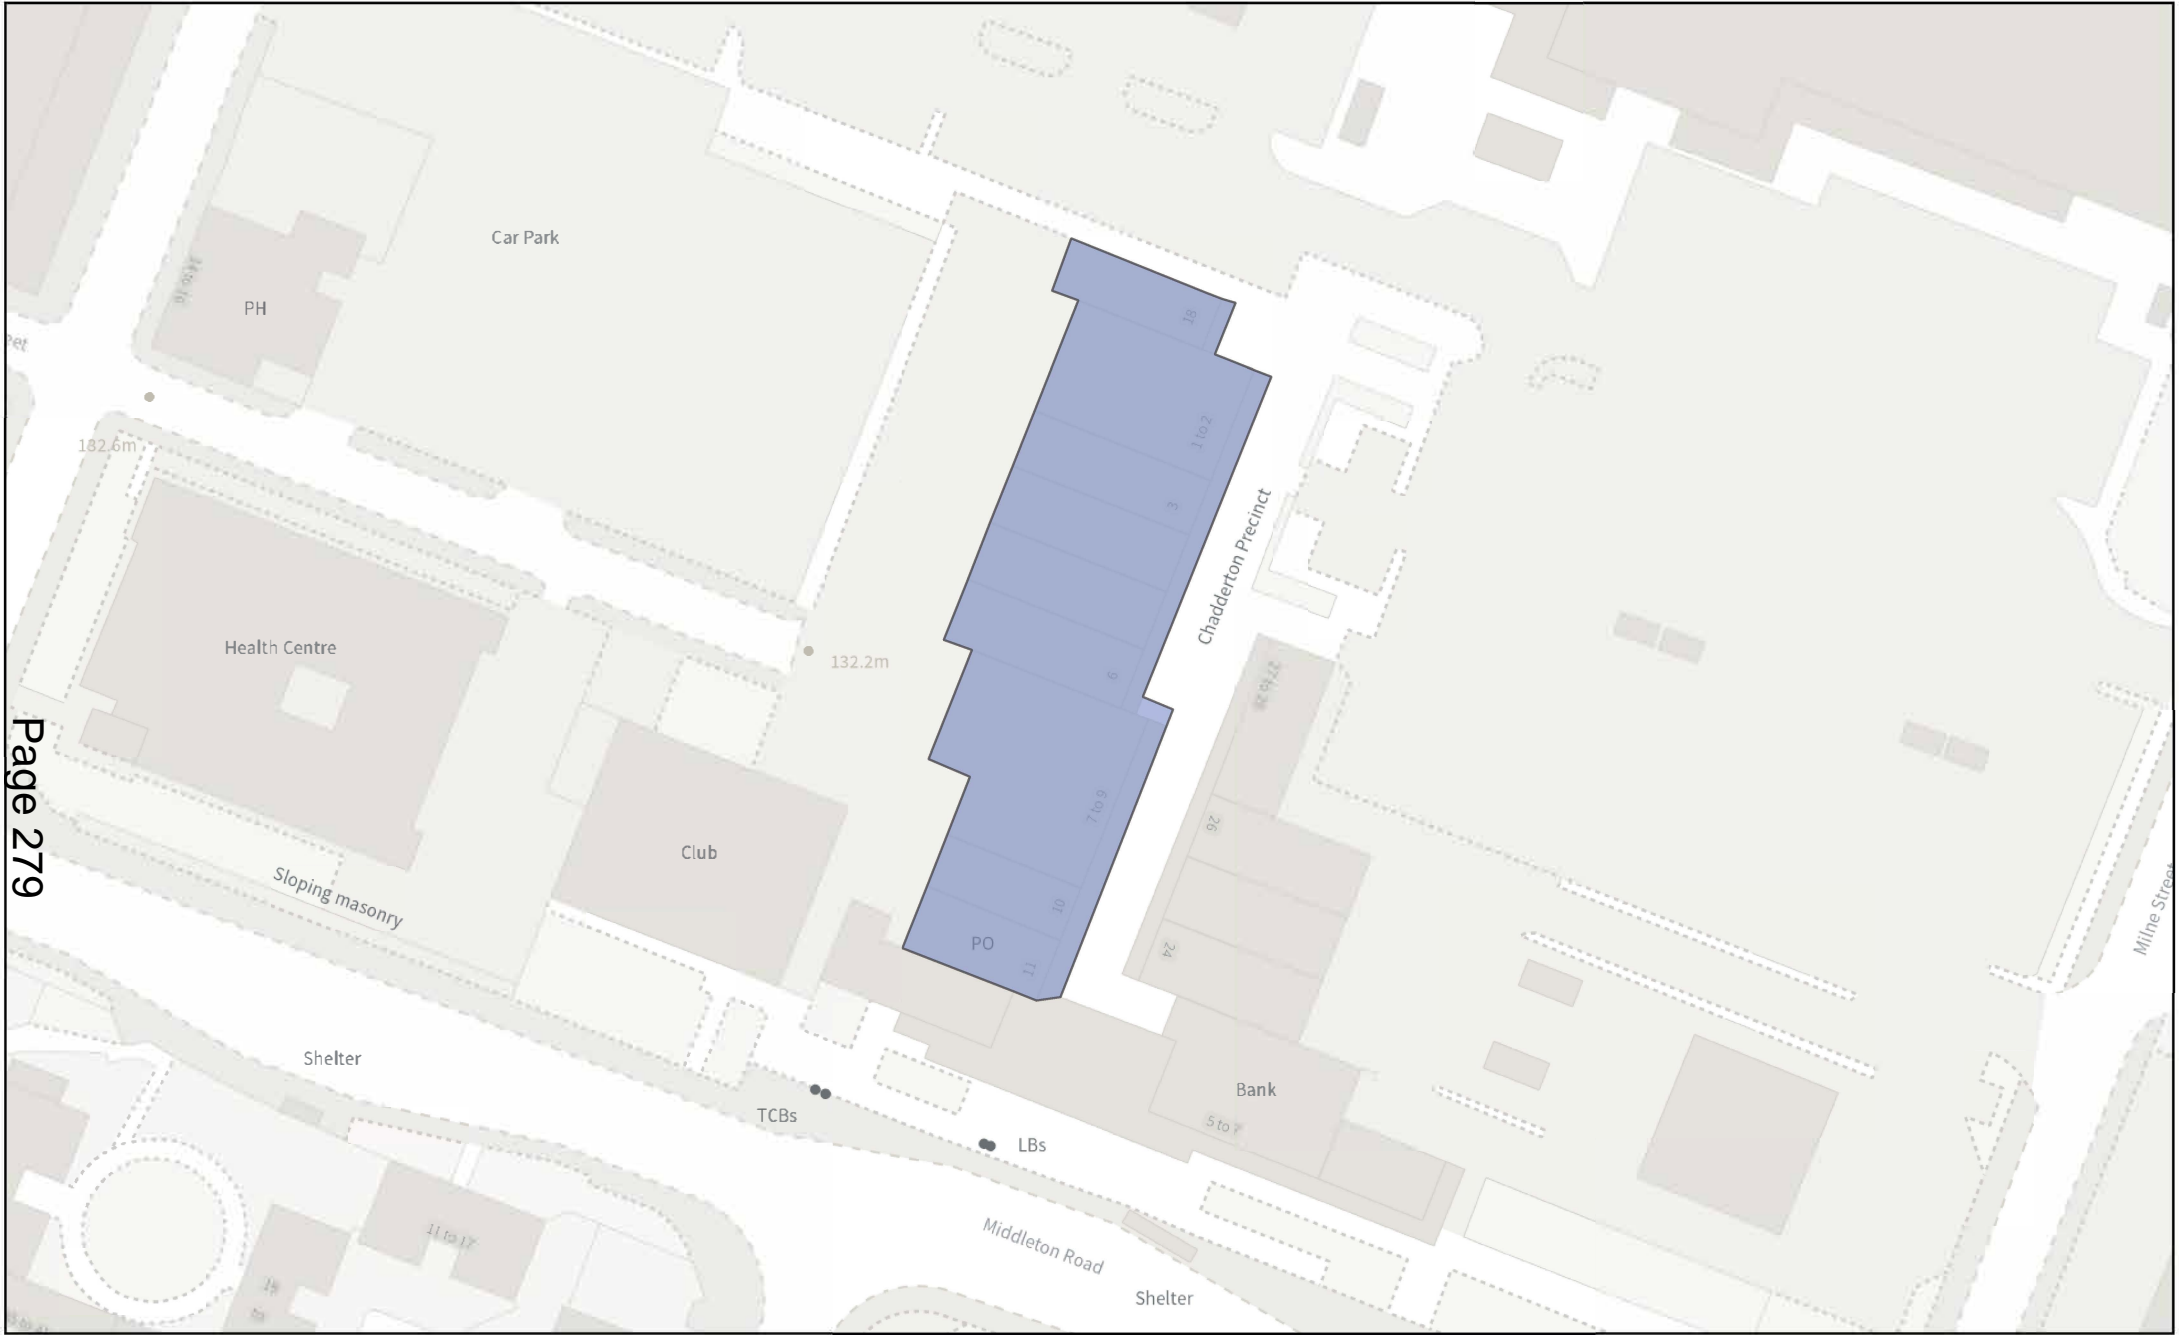 Car Park
14 to 16
PH
18
eet
1 to 2
132.6m
3
Chadderton Precinct
Health Centre
132.2m
6
27 to 28
Page 279
7 to 9
26
Club
Sloping masonry
10
PO
24
11
Milne Street
Shelter
Bank
TCBs
5 to 7
LBs
Middleton Road
11 to 17
Shelter